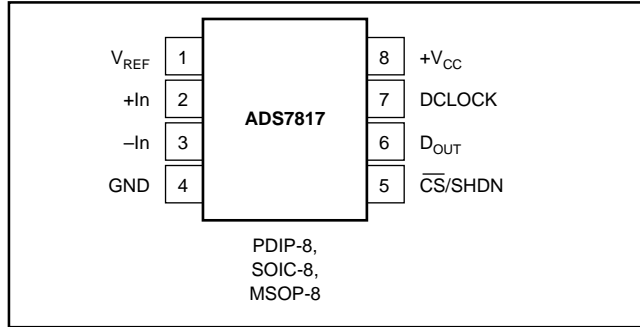 V_REF 1 8 +V_CC
+In 2 7 DCLOCK
ADS7817
–In 3 6 D_OUT
GND 4 5 C̅S̅/SHDN
PDIP-8,
SOIC-8,
MSOP-8